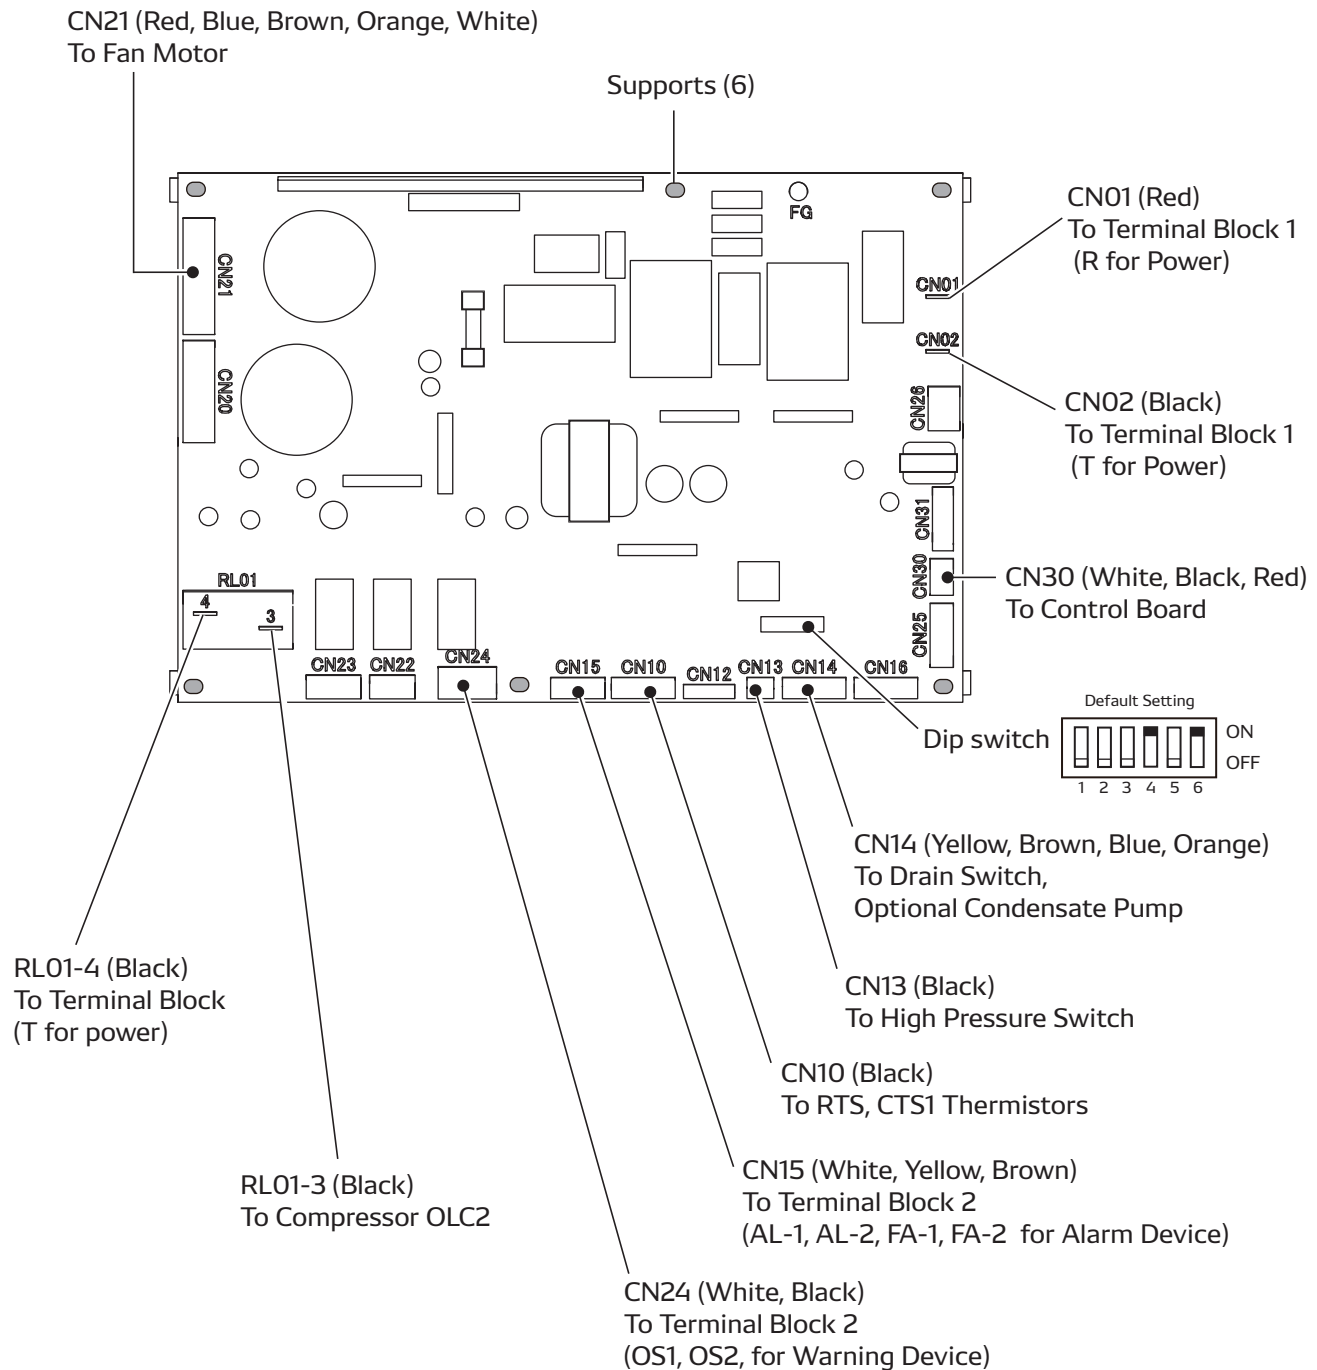 CN21 (Red, Blue, Brown, Orange, White)
To Fan Motor
Supports (6)
FG
CN01 (Red)
To Terminal Block 1
(R for Power)
CN21
CN01
CN02
CN20
CN26
CN02 (Black)
To Terminal Block 1
(T for Power)
CN31
RL01
4
3
CN30
CN30 (White, Black, Red)
To Control Board
CN25
CN23
CN22
CN24
CN15
CN10
CN12
CN13
CN14
CN16
Default Setting
Dip switch
ON
OFF
1 2 3 4 5 6
CN14 (Yellow, Brown, Blue, Orange)
To Drain Switch,
Optional Condensate Pump
RL01-4 (Black)
To Terminal Block
(T for power)
CN13 (Black)
To High Pressure Switch
CN10 (Black)
To RTS, CTS1 Thermistors
RL01-3 (Black)
To Compressor OLC2
CN15 (White, Yellow, Brown)
To Terminal Block 2
(AL-1, AL-2, FA-1, FA-2 for Alarm Device)
CN24 (White, Black)
To Terminal Block 2
(OS1, OS2, for Warning Device)